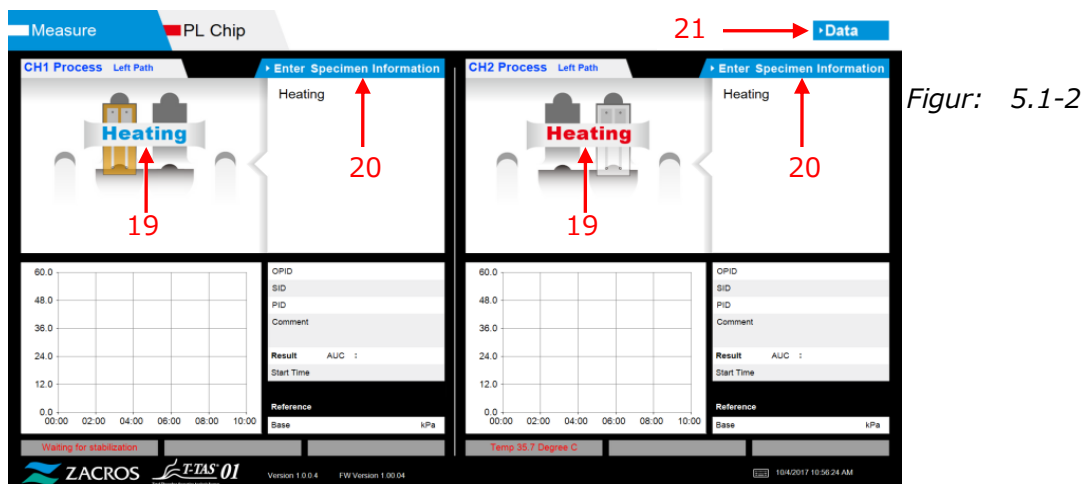 Measure
PL Chip
21
Data
CH1 Process Left Path
Enter Specimen Information
Heating
Heating
19
20
CH2 Process Left Path
Enter Specimen Information
Heating
Heating
19
20
Figur: 5.1-2
60.0
48.0
36.0
24.0
12.0
0.0
00:00 02:00 04:00 06:00 08:00 10:00
OPID
SID
PID
Comment
Result AUC :
Start Time
Reference
Base kPa
60.0
48.0
36.0
24.0
12.0
0.0
00:00 02:00 04:00 06:00 08:00 10:00
OPID
SID
PID
Comment
Result AUC :
Start Time
Reference
Base kPa
Waiting for stabilization
Temp 35.7 Degree C
ZACROS T-TAS 01
Version 1.0.0.4 FW Version 1.00.04
10/4/2017 10:56:24 AM